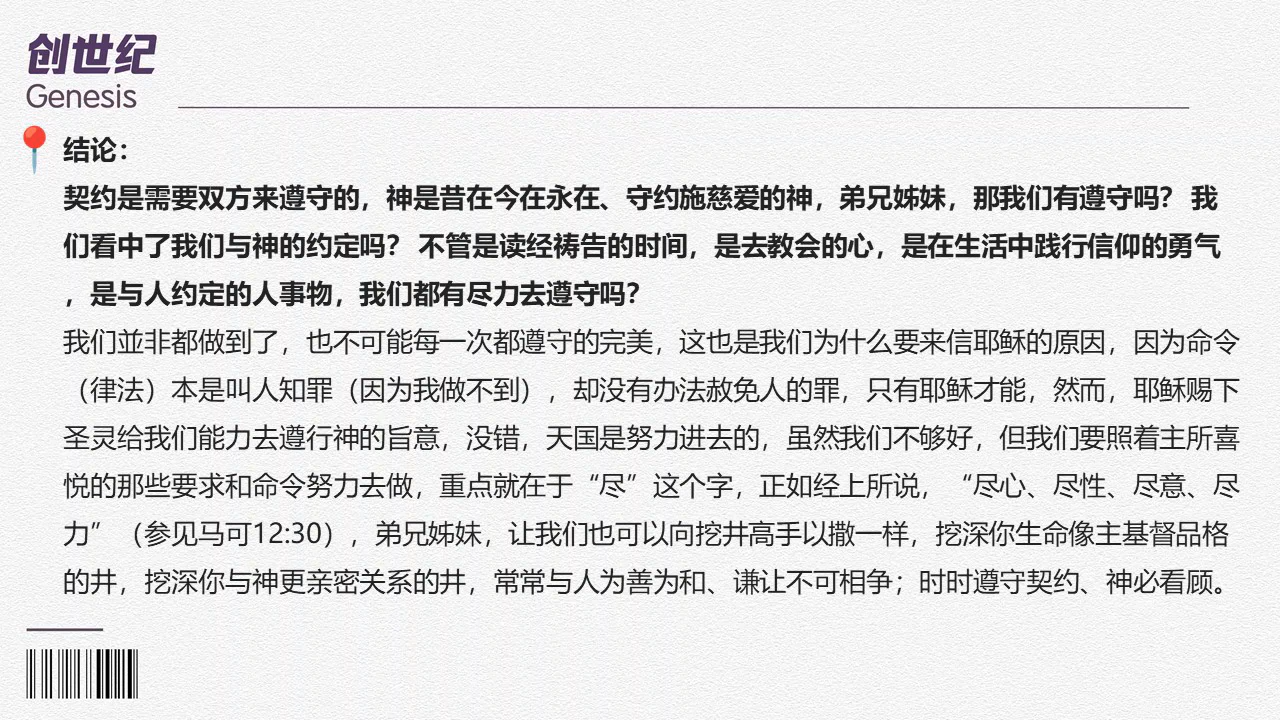 创世纪
Genesis
结论：
契约是需要双方来遵守的，神是昔在今在永在、守约施慈爱的神，弟兄姊妹，那我们有遵守吗？ 我
们看中了我们与神的约定吗？ 不管是读经祷告的时间，是去教会的心，是在生活中践行信仰的勇气
，是与人约定的人事物，我们都有尽力去遵守吗？
我们並非都做到了，也不可能每一次都遵守的完美，这也是我们为什么要来信耶稣的原因，因为命令
（律法）本是叫人知罪（因为我做不到），却没有办法赦免人的罪，只有耶稣才能，然而，耶稣赐下
圣灵给我们能力去遵行神的旨意，没错，天国是努力进去的，虽然我们不够好，但我们要照着主所喜
悦的那些要求和命令努力去做，重点就在于“尽”这个字，正如经上所说，“尽心、尽性、尽意、尽
力”（参见马可12:30），弟兄姊妹，让我们也可以向挖井高手以撒一样，挖深你生命像主基督品格
的井，挖深你与神更亲密关系的井，常常与人为善为和、谦让不可相争；时时遵守契约、神必看顾。